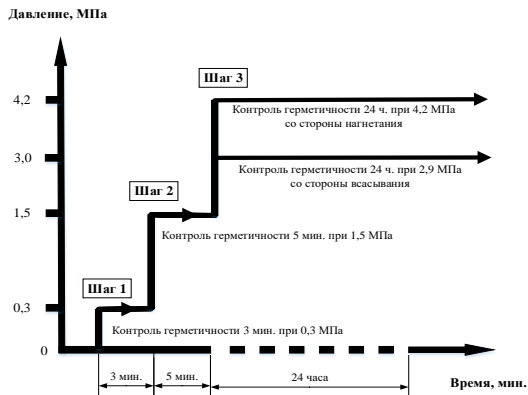 Давление, МПа
Шаг 3
4,2
Контроль герметичности 24 ч. при 4,2 МПа
со стороны нагнетания
3,0
Контроль герметичности 24 ч. при 2,9 МПа
со стороны всасывания
Шаг 2
1,5
Контроль герметичности 5 мин. при 1,5 МПа
Шаг 1
0,3
Контроль герметичности 3 мин. при 0,3 МПа
0
3 мин.
5 мин.
24 часа
Время, мин.